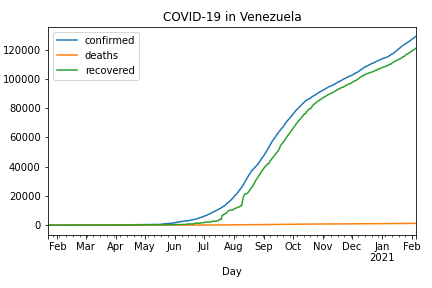 COVID-19 in Venezuela
confirmed
deaths
recovered
120000
100000
80000
60000
40000
20000
0
Feb Mar Apr May Jun Jul Aug Sep Oct Nov Dec Jan Feb
2021
Day